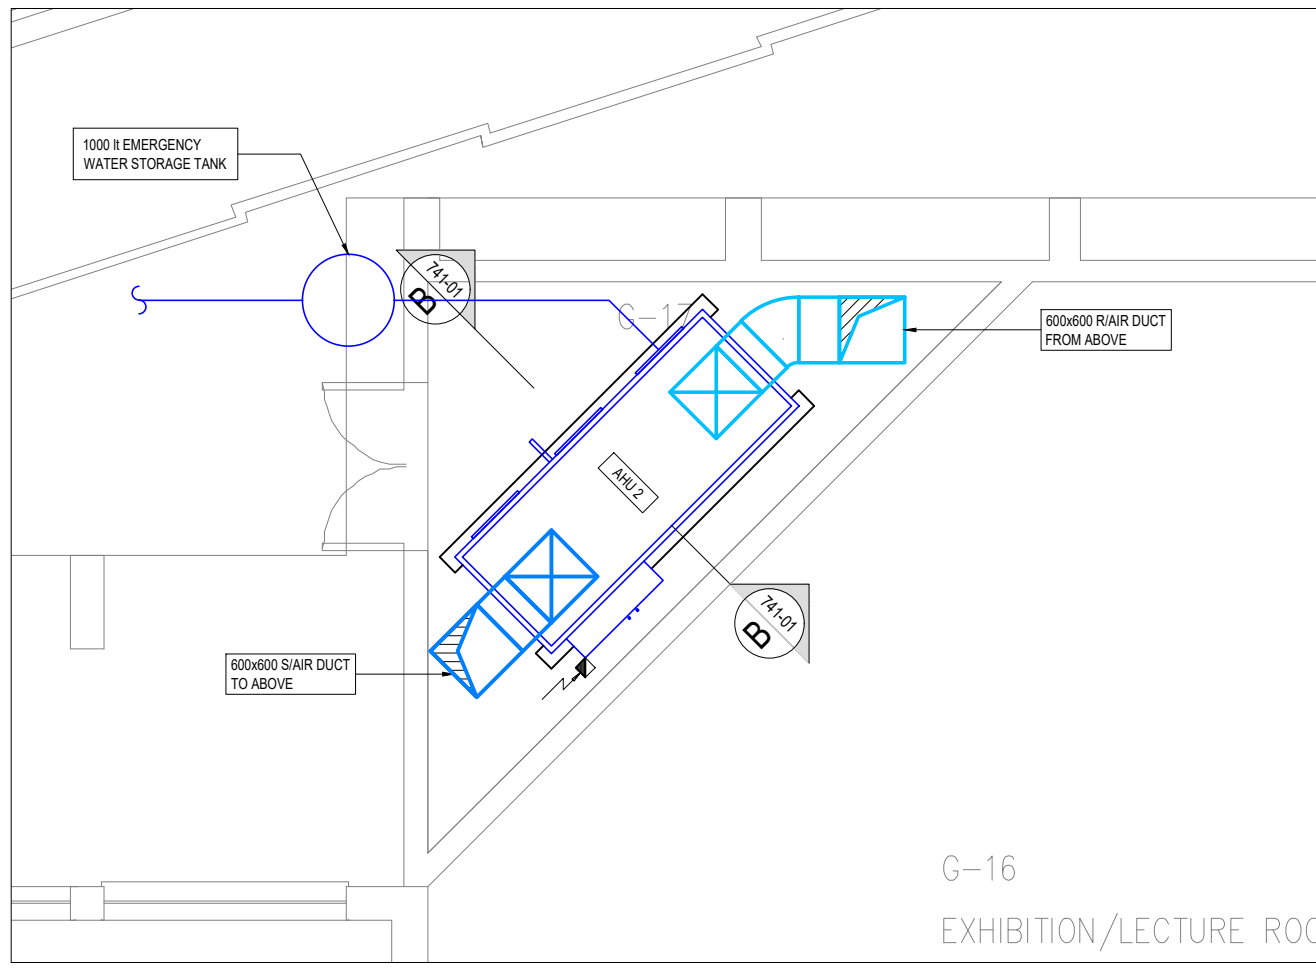 1000 lt EMERGENCY
WATER STORAGE TANK
741-01
B
G-17
600x600 R/AIR DUCT
FROM ABOVE
AHU 2
741-01
B
600x600 S/AIR DUCT
TO ABOVE
G-16
EXHIBITION/LECTURE ROO